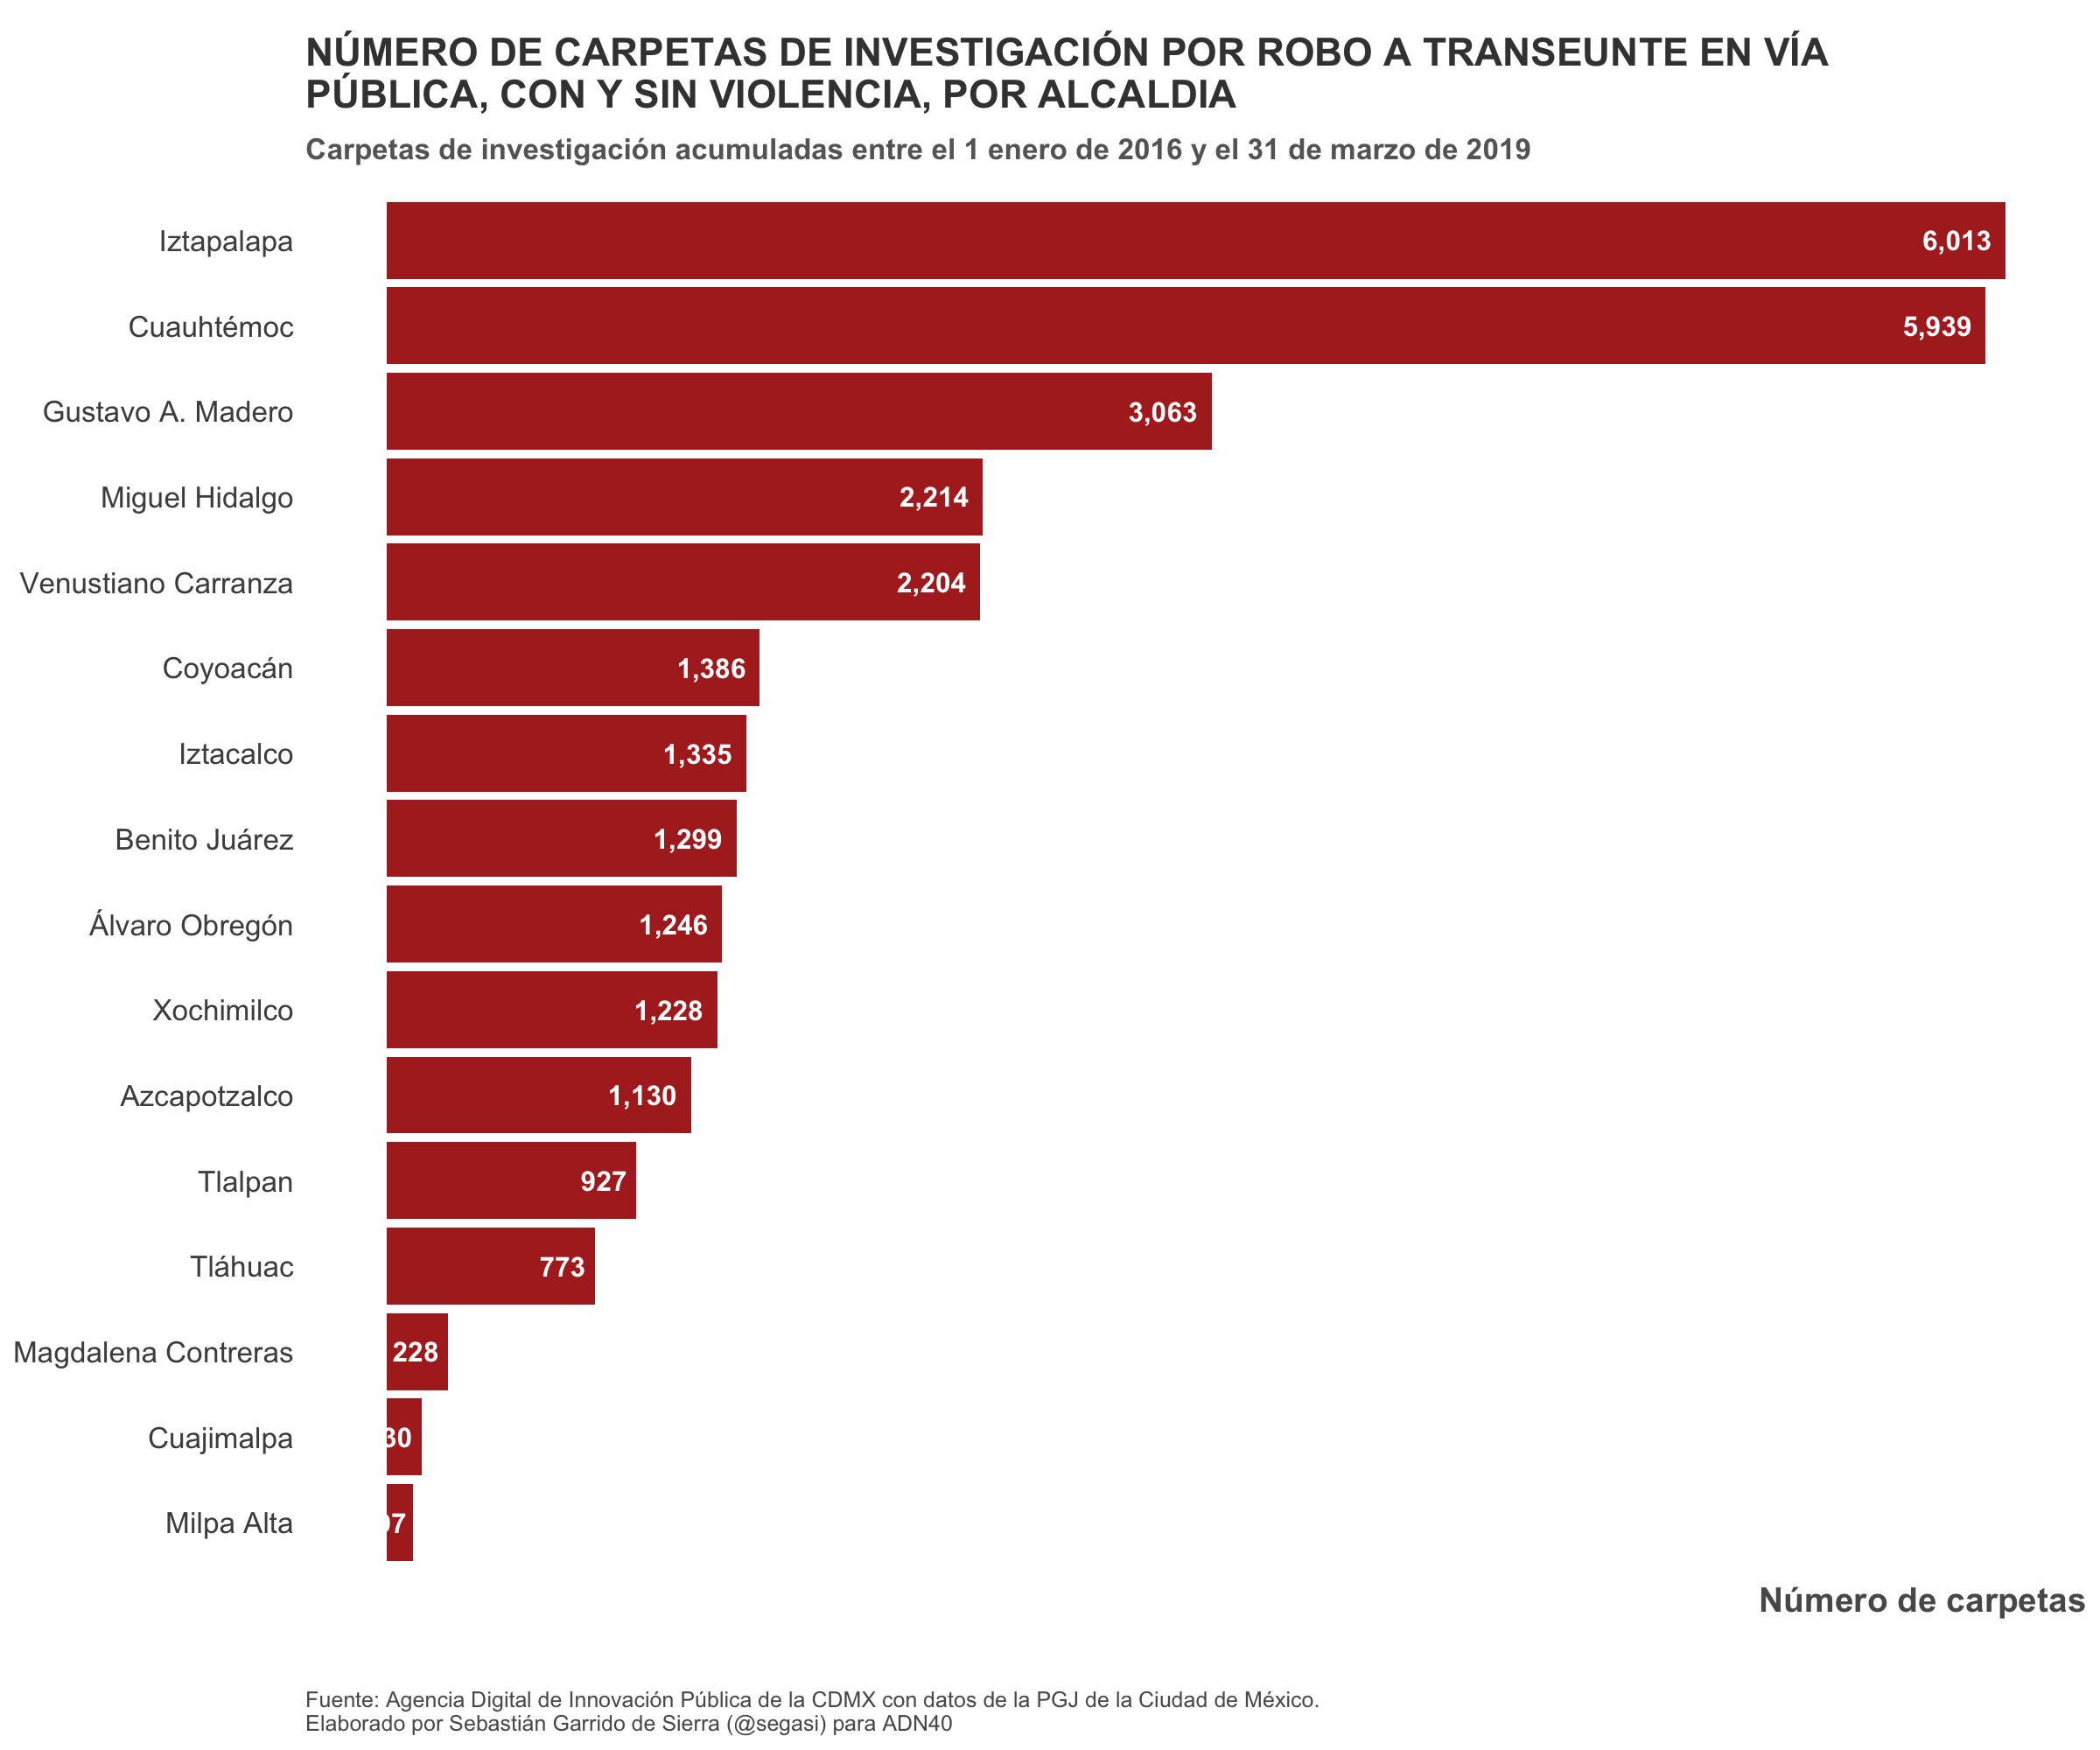 NÚMERO DE CARPETAS DE INVESTIGACIÓN POR ROBO A TRANSEUNTE EN VÍA
PÚBLICA, CON Y SIN VIOLENCIA, POR ALCALDIA
Carpetas de investigación acumuladas entre el 1 enero de 2016 y el 31 de marzo de 2019
Iztapalapa 6,013
Cuauhtémoc 5,939
Gustavo A. Madero 3,063
Miguel Hidalgo 2,214
Venustiano Carranza 2,204
Coyoacán 1,386
Iztacalco 1,335
Benito Juárez 1,299
Álvaro Obregón 1,246
Xochimilco 1,228
Azcapotzalco 1,130
Tlalpan 927
Tláhuac 773
Magdalena Contreras 228
Cuajimalpa
Milpa Alta
Número de carpetas
Fuente: Agencia Digital de Innovación Pública de la CDMX con datos de la PGJ de la Ciudad de México.
Elaborado por Sebastián Garrido de Sierra (@segasi) para ADN40